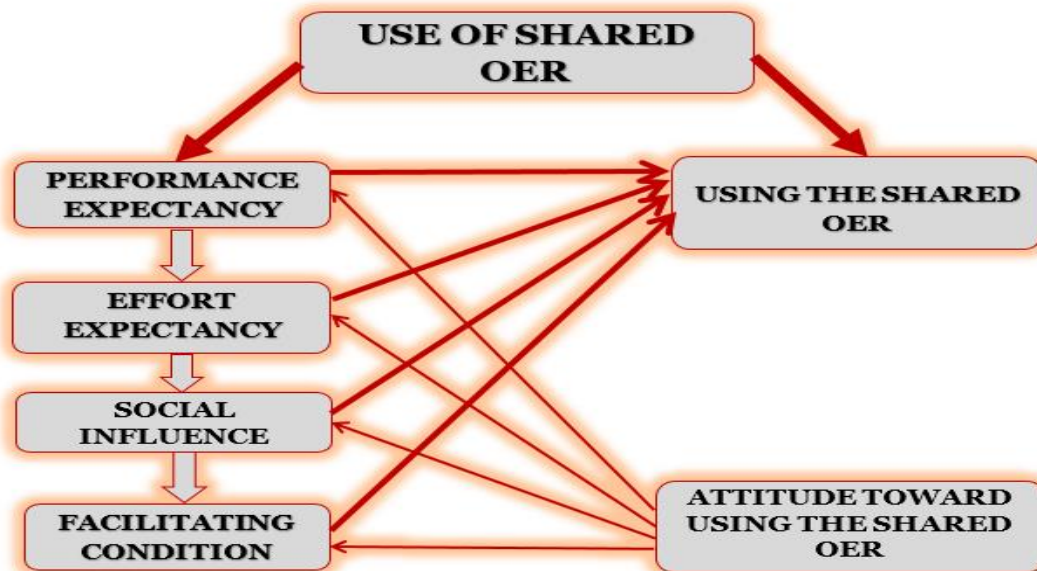 USE OF SHARED
OER
PERFORMANCE
EXPECTANCY
USING THE SHARED
OER
EFFORT
EXPECTANCY
SOCIAL
INFLUENCE
FACILITATING
CONDITION
ATTITUDE TOWARD
USING THE SHARED
OER